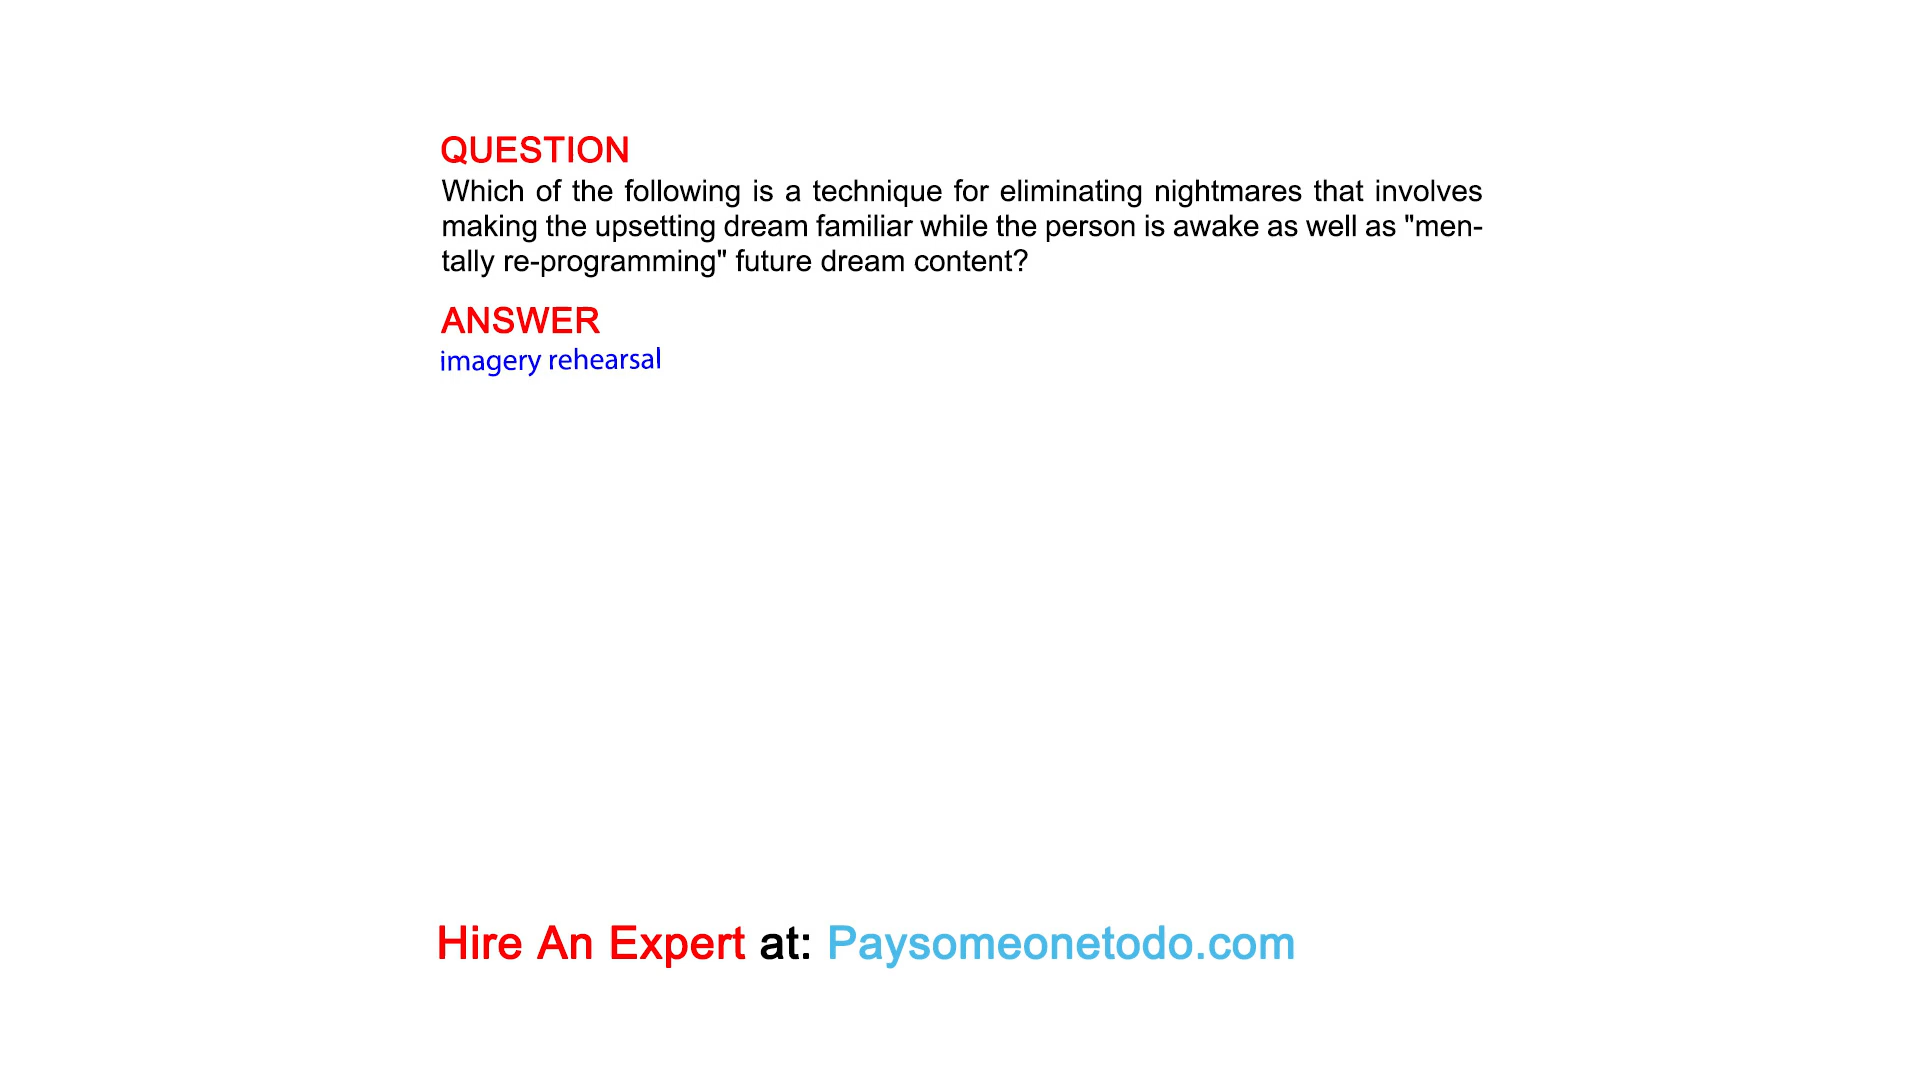 QUESTION
Which of the following is a technique for eliminating nightmares that involves
making the upsetting dream familiar while the person is awake as well as "men-
tally re-programming" future dream content?
ANSWER
imagery rehearsal
Hire An Expert at: Paysomeonetodo.com